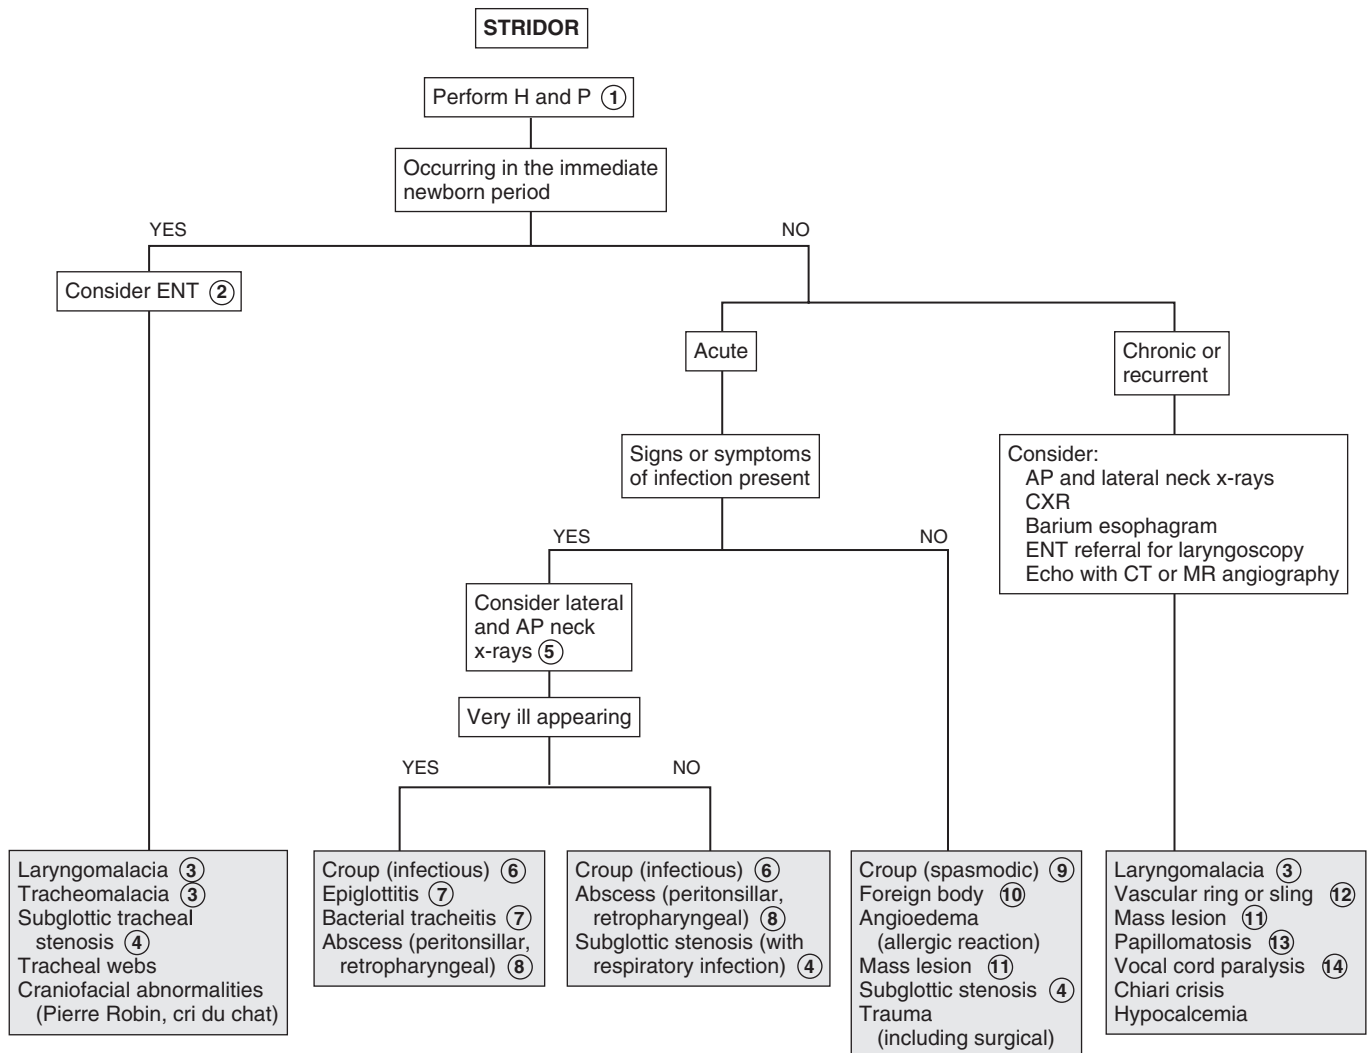 STRIDOR
Perform H and P 1
Occurring in the immediate
newborn period
YES
NO
Consider ENT 2
Acute
Chronic or
recurrent
Signs or symptoms
of infection present
Consider:
AP and lateral neck x-rays
CXR
Barium esophagram
ENT referral for laryngoscopy
Echo with CT or MR angiography
YES
NO
Consider lateral
and AP neck
x-rays 5
Very ill appearing
YES
NO
Laryngomalacia 3
Tracheomalacia 3
Subglottic tracheal
stenosis 4
Tracheal webs
Craniofacial abnormalities
(Pierre Robin, cri du chat)
Croup (infectious) 6
Epiglottitis 7
Bacterial tracheitis 7
Abscess (peritonsillar,
retropharyngeal) 8
Croup (infectious) 6
Abscess (peritonsillar,
retropharyngeal) 8
Subglottic stenosis (with
respiratory infection) 4
Croup (spasmodic) 9
Foreign body 10
Angioedema
(allergic reaction)
Mass lesion 11
Subglottic stenosis 4
Trauma
(including surgical)
Laryngomalacia 3
Vascular ring or sling 12
Mass lesion 11
Papillomatosis 13
Vocal cord paralysis 14
Chiari crisis
Hypocalcemia